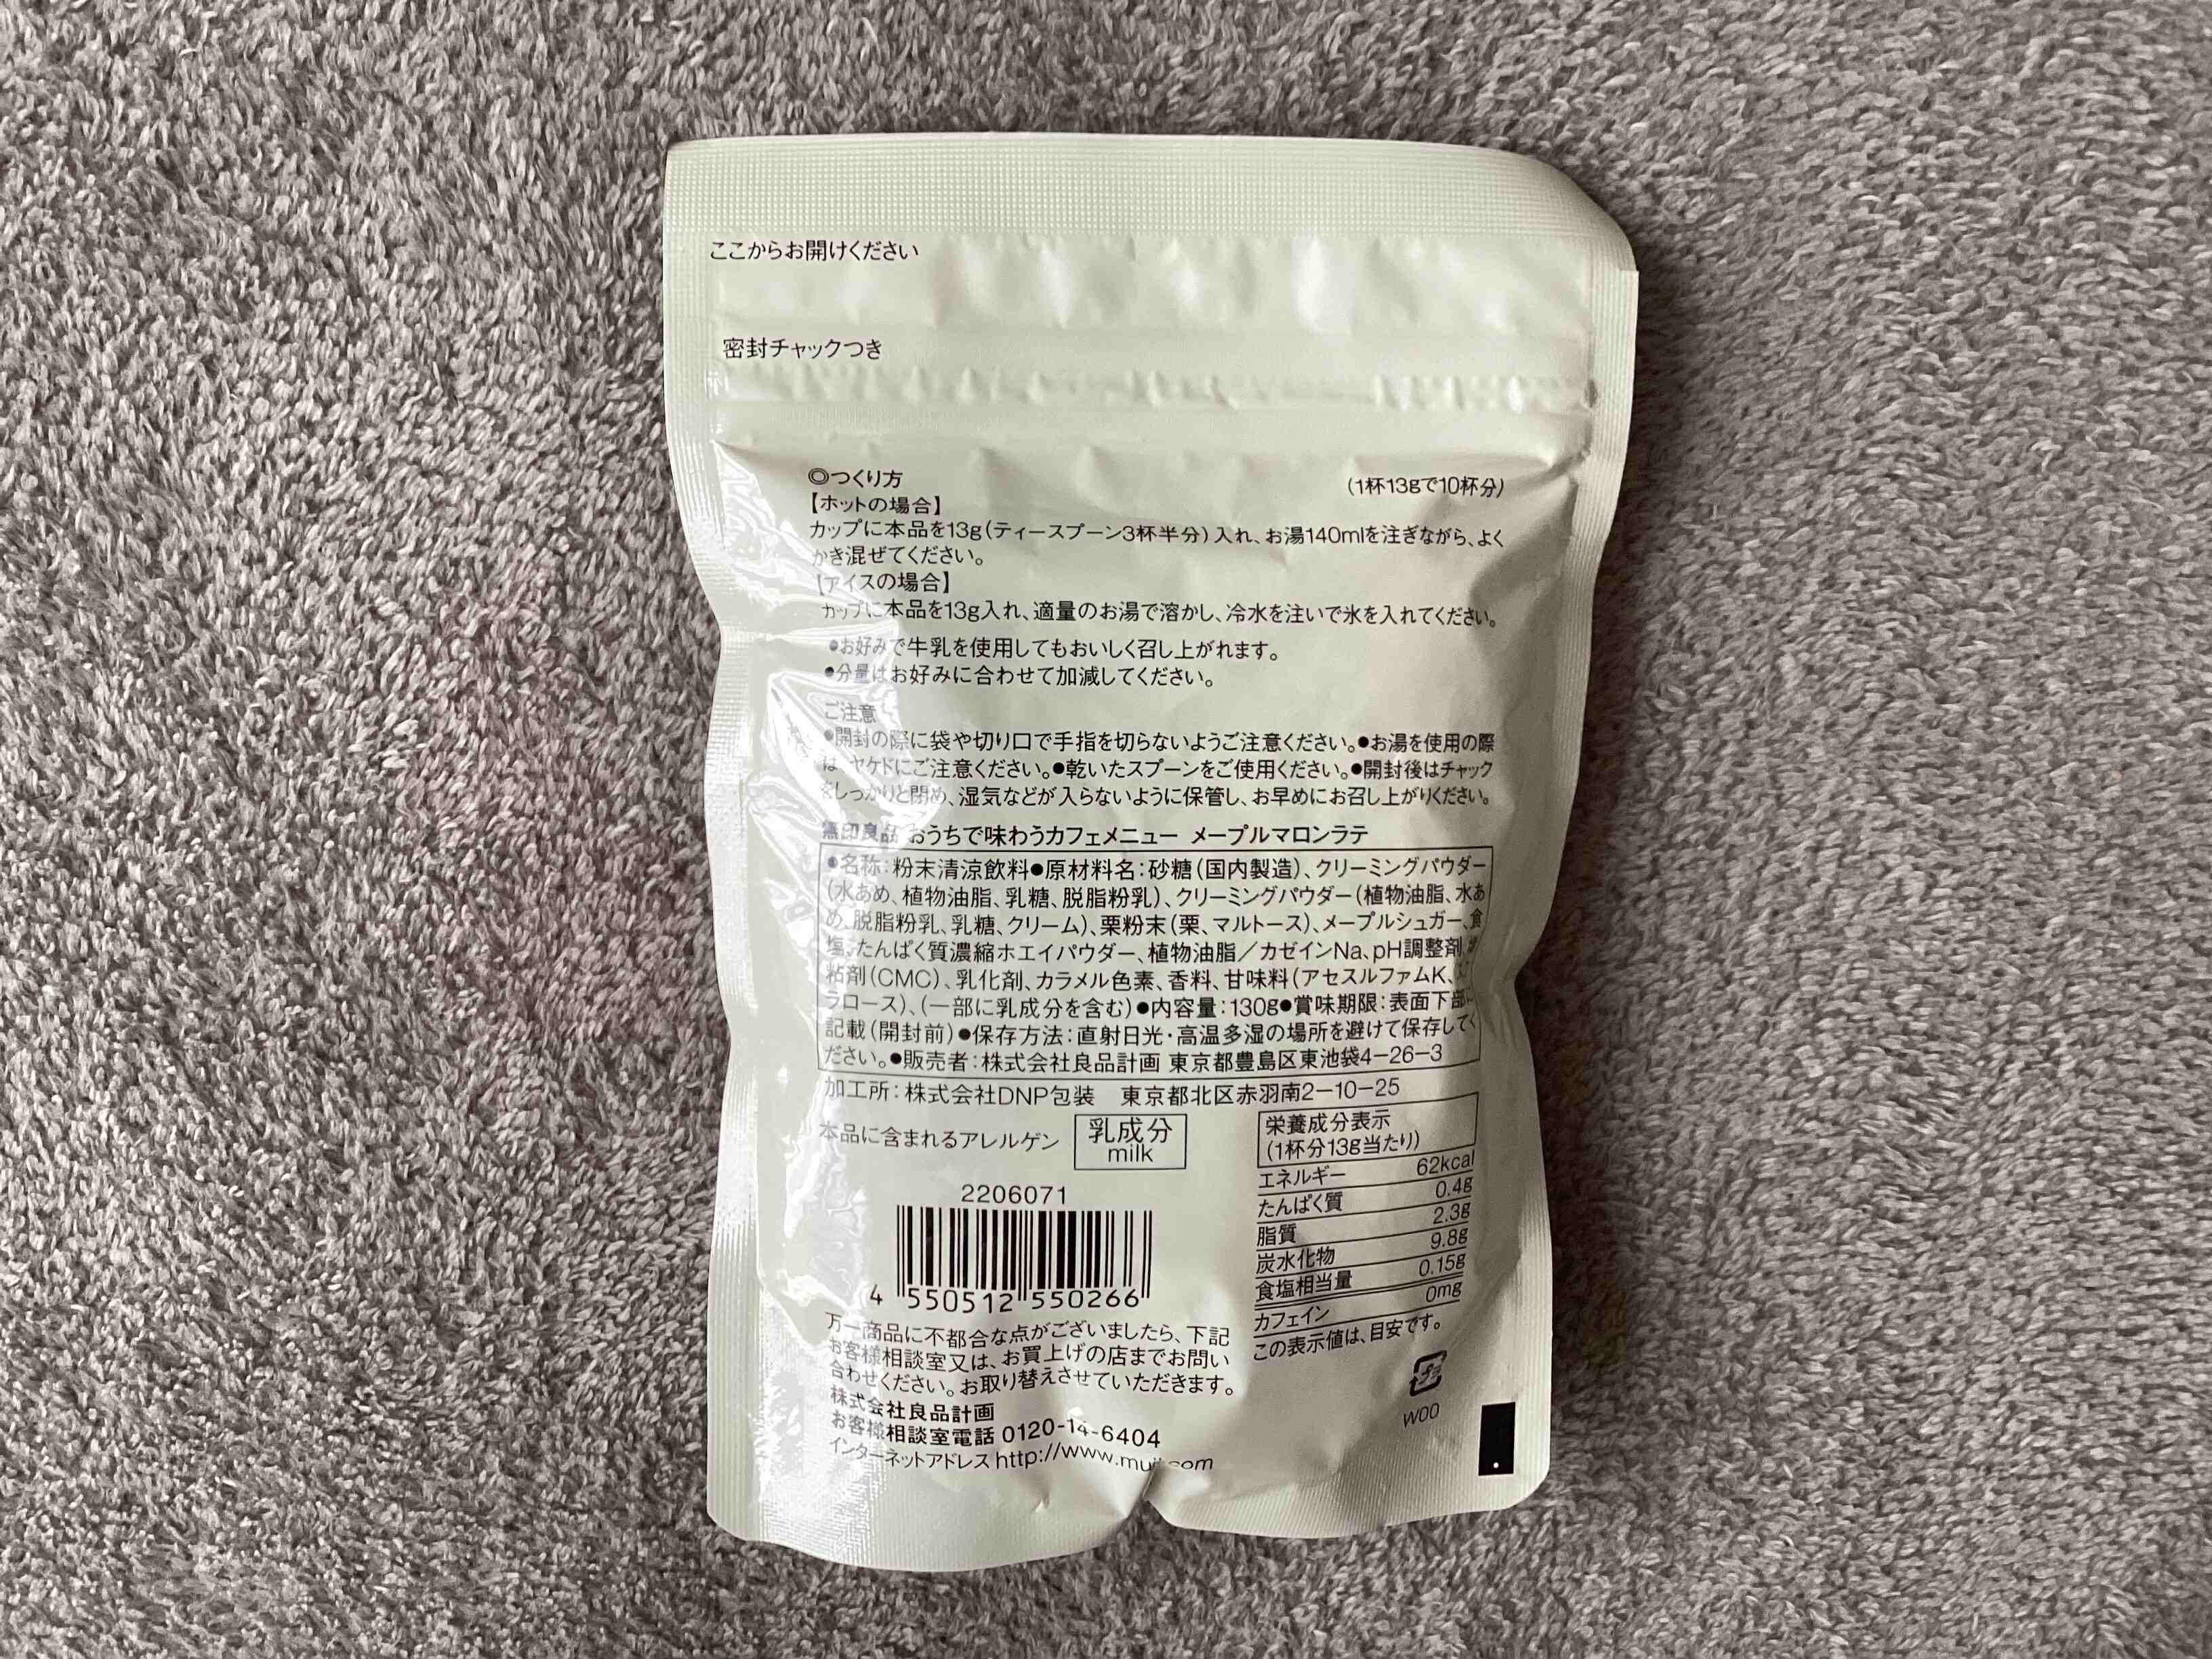 ここからお開けください
密封チャックつき
◎つくり方 (1杯13gで10杯分)
【ホットの場合】
カップに本品を13g(ティースプーン3杯半分)入れ、お湯140mlを注ぎながら、よく
かき混ぜてください。
【アイスの場合】
カップに本品を13g入れ、適量のお湯で溶かし、冷水を注いで氷を入れてください。
●お好みで牛乳を使用してもおいしく召し上がれます。
●分量はお好みに合わせて加減してください。
ご注意
●開封の際に袋や切り口で手指を切らないようご注意ください。●お湯を使用の際
は、ヤケドにご注意ください。●乾いたスプーンをご使用ください。●開封後はチャック
をしっかりと閉め、湿気などが入らないように保管し、お早めにお召し上がりください。
無印良品 おうちで味わうカフェメニュー メープルマロンラテ
●名称:粉末清涼飲料●原材料名:砂糖(国内製造)、クリーミングパウダー
(水あめ、植物油脂、乳糖、脱脂粉乳)、クリーミングパウダー(植物油脂、水あ
め、脱脂粉乳、乳糖、クリーム)、栗粉末(栗、マルトース)、メープルシュガー、食
塩、たんぱく質濃縮ホエイパウダー、植物油脂/カゼインNa、pH調整剤、
粘剤(CMC)、乳化剤、カラメル色素、香料、甘味料(アセスルファムK、
ラロース)、(一部に乳成分を含む)●内容量:130g●賞味期限:表面下部に
記載(開封前)●保存方法:直射日光・高温多湿の場所を避けて保存してく
ださい。●販売者:株式会社良品計画 東京都豊島区東池袋4-26-3
加工所:株式会社DNP包装 東京都北区赤羽南2-10-25
本品に含まれるアレルゲン 乳成分
milk
栄養成分表示
(1杯分13g当たり)
エネルギー 62kcal
たんぱく質 0.4g
脂質 2.3g
炭水化物 9.8g
食塩相当量 0.15g
カフェイン 0mg
この表示値は、目安です。
2206071
4 550512 550266
万一商品に不都合な点がございましたら、下記
お客様相談室又は、お買上げの店までお問い
合わせください。お取り替えさせていただきます。
株式会社良品計画
お客様相談室電話 0120-14-6404
インターネットアドレス http://www.muji.com
W00